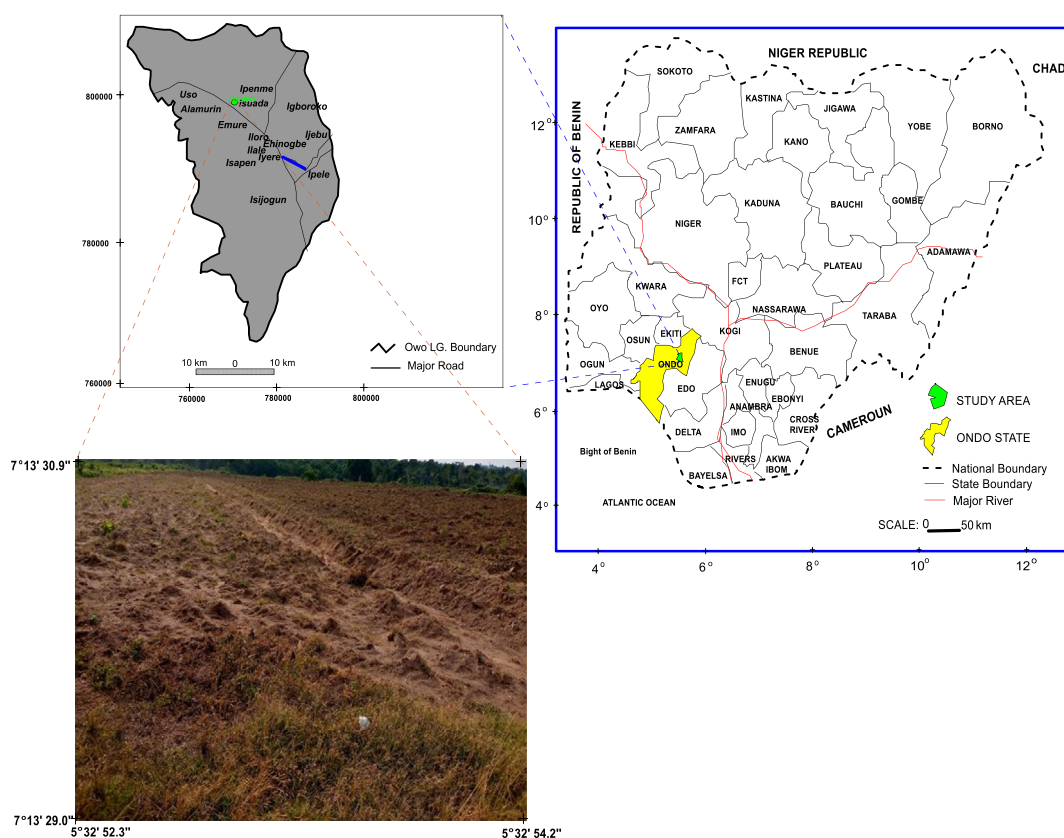 800000
780000
760000
760000
780000
800000
Uso
Alamurin
Ipenme
isuada
Igboroko
Emure
Iloro
Ijebu
Ehinogbe
Ilale
Iyere
Isapen
Ipele
Isijogun
10 km 0 10 km
Owo LG. Boundary
Major Road
7°13' 30.9"
7°13' 29.0"
5°32' 52.3"
5°32' 54.2"
NIGER REPUBLIC
CHAD
REPUBLIC OF BENIN
CAMEROUN
SOKOTO
KASTINA
JIGAWA
YOBE
BORNO
ZAMFARA
KANO
KEBBI
KADUNA
BAUCHI
GOMBE
NIGER
ADAMAWA
PLATEAU
FCT
KWARA
NASSARAWA
OYO
TARABA
KOGI
EKITI
OSUN
BENUE
OGUN
ONDO
LAGOS
EDO
ENUGU
EBONYI
ANAMBRA
CROSS
RIVER
DELTA
IMO
RIVERS
AKWA
IBOM
BAYELSA
Bight of Benin
ATLANTIC OCEAN
STUDY AREA
ONDO STATE
National Boundary
State Boundary
Major River
SCALE: 0 50 km
12°
10°
8°
6°
4°
4°
6°
8°
10°
12°